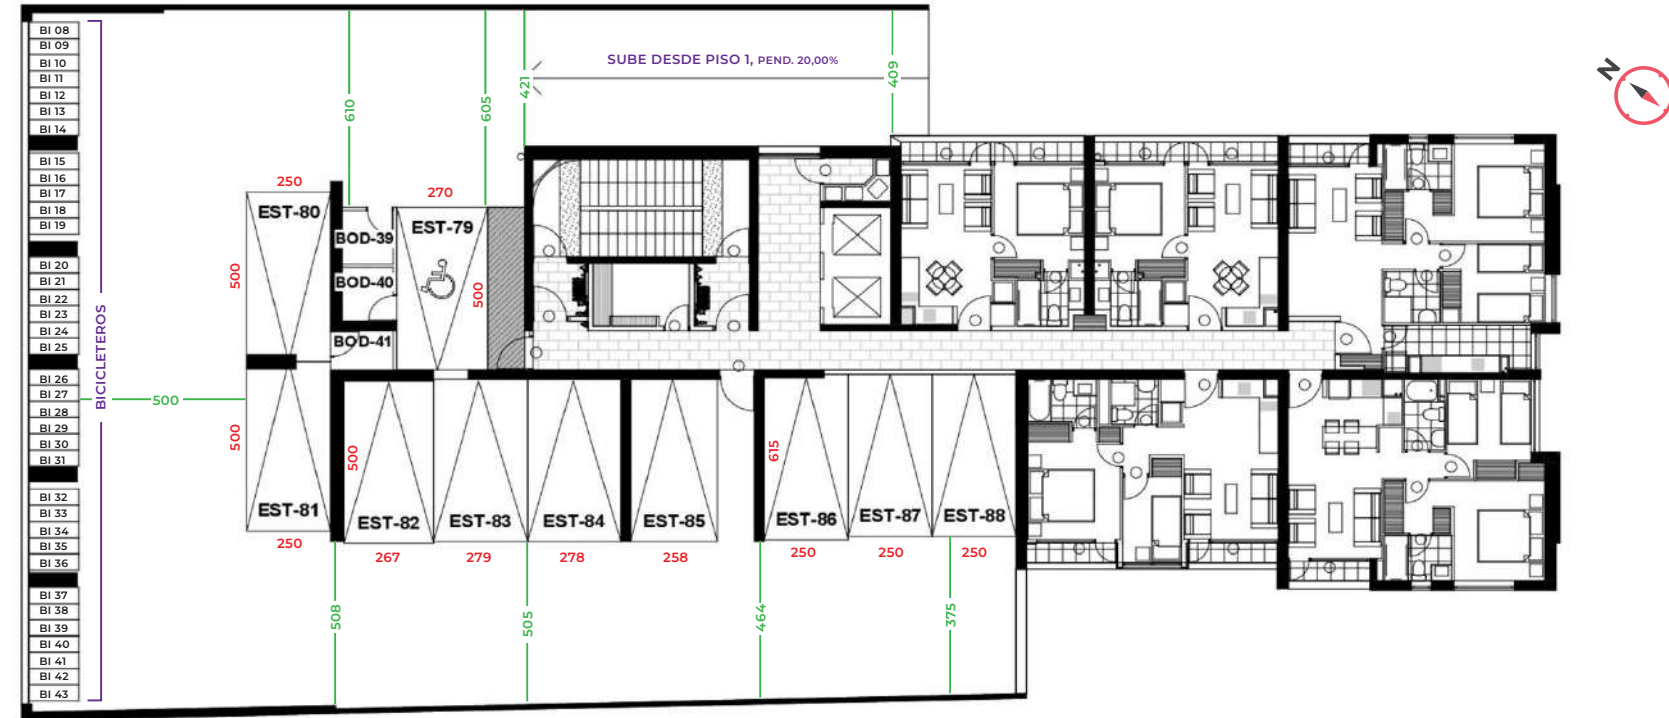 BI 08
BI 09
BI 10
BI 11
BI 12
BI 13
BI 14
BI 15
BI 16
BI 17
BI 18
BI 19
BI 20
BI 21
BI 22
BI 23
BI 24
BI 25
BI 26
BI 27
BI 28
BI 29
BI 30
BI 31
BI 32
BI 33
BI 34
BI 35
BI 36
BI 37
BI 38
BI 39
BI 40
BI 41
BI 42
BI 43
BICICLETEROS
SUBE DESDE PISO 1, PEND. 20,00%
610
605
421
409
N
250
EST-80
500
BOD-39
BOD-40
BOD-41
270
EST-79
500
500
500
EST-81
250
500
EST-82
267
EST-83
279
EST-84
278
EST-85
258
615
EST-86
250
EST-87
250
EST-88
250
508
505
464
375